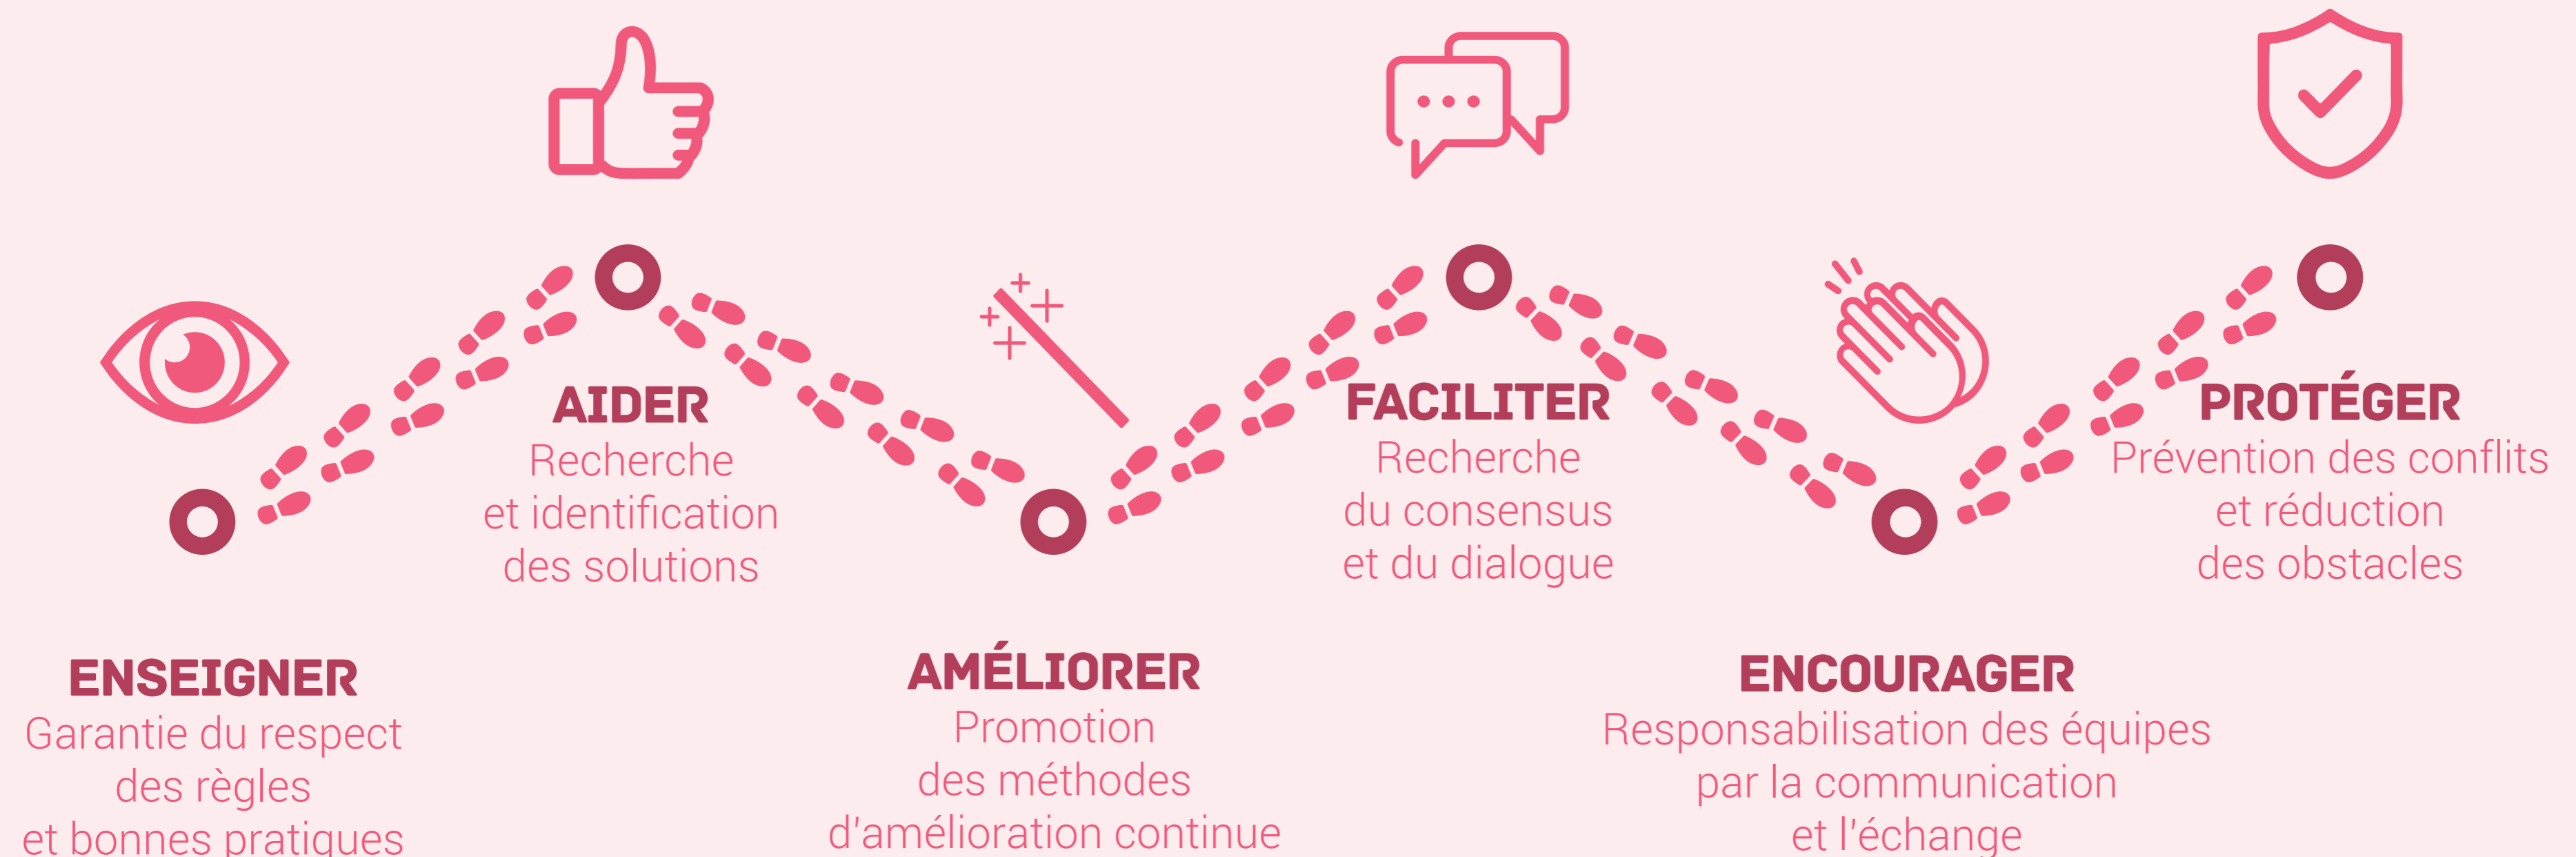 ENSEIGNER
Garantie du respect
des règles
et bonnes pratiques
AIDER
Recherche
et identification
des solutions
AMÉLIORER
Promotion
des méthodes
d'amélioration continue
FACILITER
Recherche
du consensus
et du dialogue
ENCOURAGER
Responsabilisation des équipes
par la communication
et l'échange
PROTÉGER
Prévention des conflits
et réduction
des obstacles